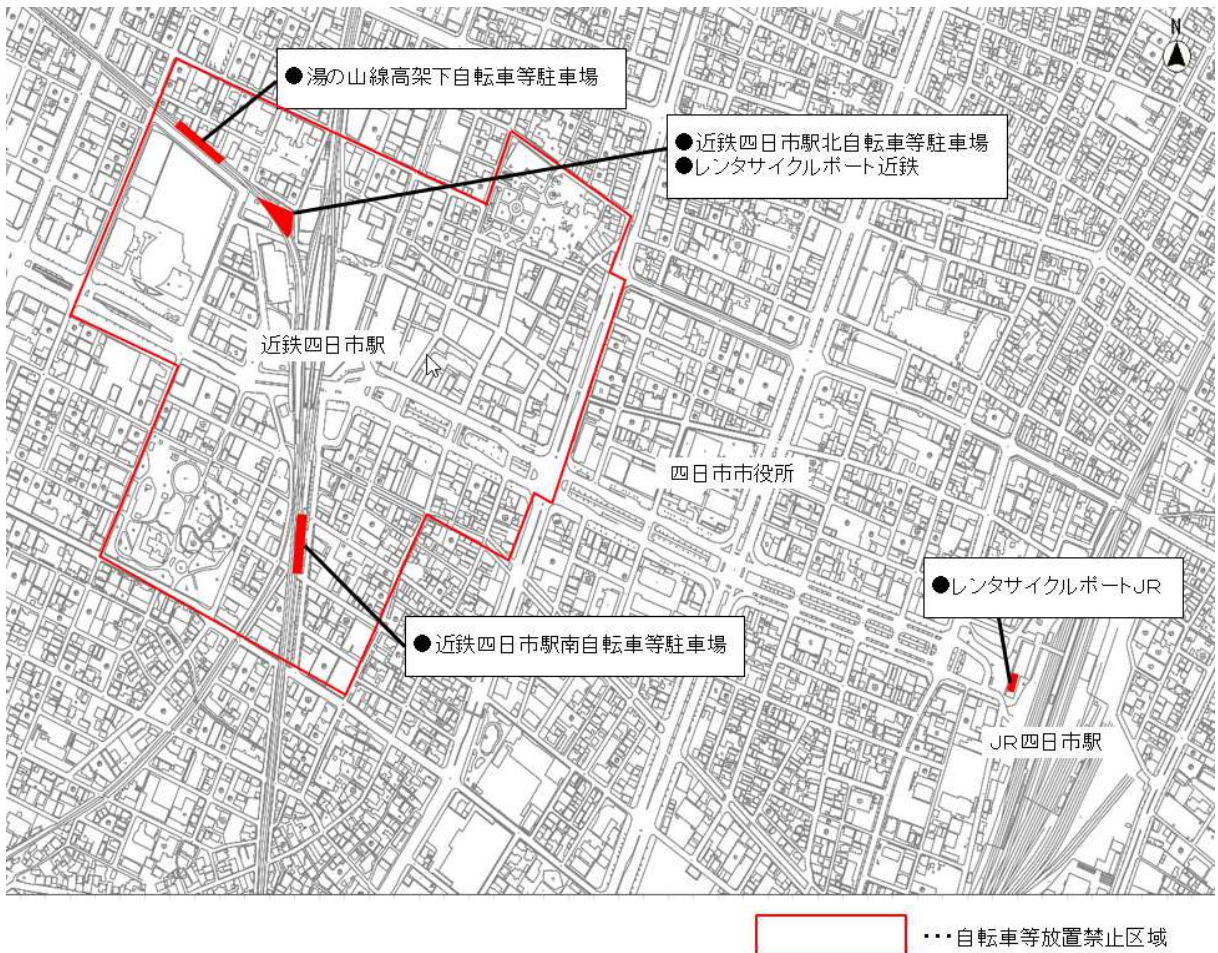 N
●湯の山線高架下自転車等駐車場
●近鉄四日市駅北自転車等駐車場
●レンタサイクルポート近鉄
近鉄四日市駅
四日市市役所
●レンタサイクルポートJR
●近鉄四日市駅南自転車等駐車場
JR四日市駅
・・・自転車等放置禁止区域